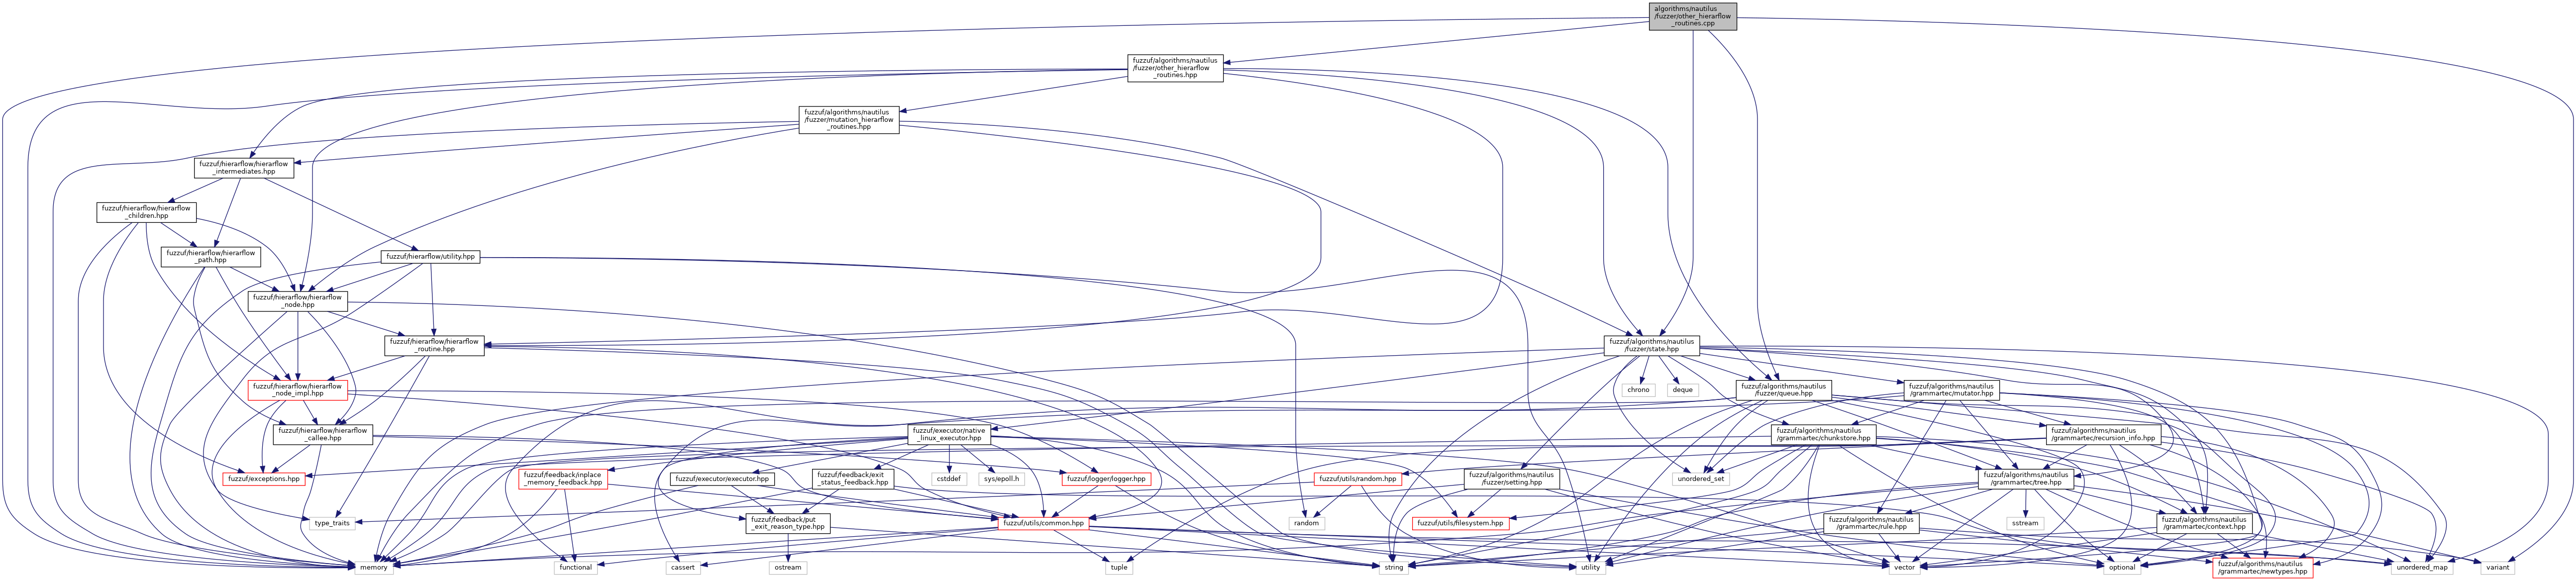 algorithms/nautilus
/fuzzer/other_hierarflow
_routines.cpp
fuzzuf/algorithms/nautilus
/fuzzer/other_hierarflow
_routines.hpp
fuzzuf/algorithms/nautilus
/fuzzer/mutation_hierarflow
_routines.hpp
fuzzuf/hierarflow/hierarflow
_intermediates.hpp
fuzzuf/hierarflow/hierarflow
_children.hpp
fuzzuf/hierarflow/hierarflow
_path.hpp
fuzzuf/hierarflow/utility.hpp
fuzzuf/hierarflow/hierarflow
_node.hpp
fuzzuf/hierarflow/hierarflow
_routine.hpp
fuzzuf/algorithms/nautilus
/fuzzer/state.hpp
fuzzuf/hierarflow/hierarflow
_node_impl.hpp
chrono
deque
fuzzuf/algorithms/nautilus
/fuzzer/queue.hpp
fuzzuf/algorithms/nautilus
/grammartec/mutator.hpp
fuzzuf/hierarflow/hierarflow
_callee.hpp
fuzzuf/executor/native
_linux_executor.hpp
fuzzuf/algorithms/nautilus
/grammartec/chunkstore.hpp
fuzzuf/algorithms/nautilus
/grammartec/recursion_info.hpp
fuzzuf/exceptions.hpp
fuzzuf/feedback/inplace
_memory_feedback.hpp
fuzzuf/executor/executor.hpp
fuzzuf/feedback/exit
_status_feedback.hpp
cstddef
sys/epoll.h
fuzzuf/logger/logger.hpp
fuzzuf/utils/random.hpp
fuzzuf/algorithms/nautilus
/fuzzer/setting.hpp
unordered_set
fuzzuf/algorithms/nautilus
/grammartec/tree.hpp
type_traits
fuzzuf/feedback/put
_exit_reason_type.hpp
fuzzuf/utils/common.hpp
random
fuzzuf/utils/filesystem.hpp
fuzzuf/algorithms/nautilus
/grammartec/rule.hpp
sstream
fuzzuf/algorithms/nautilus
/grammartec/context.hpp
memory
functional
cassert
ostream
tuple
string
utility
vector
optional
fuzzuf/algorithms/nautilus
/grammartec/newtypes.hpp
unordered_map
variant